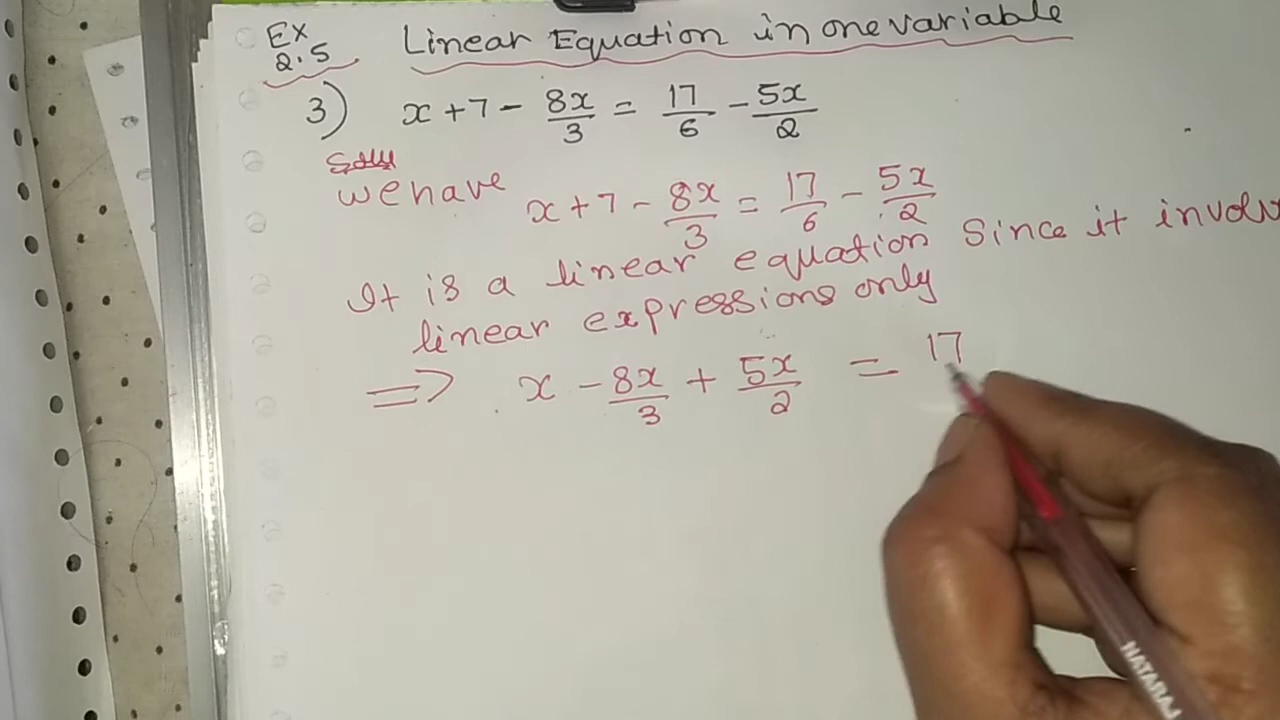 Ex 2.5 Linear Equation in one variable
3) x + 7 - 8x/3 = 17/6 - 5x/2
Soln
we have x + 7 - 8x/3 = 17/6 - 5x/2
It is a linear equation since it involv
linear expressions only
=> x - 8x/3 + 5x/2 = 17
NATARAJ